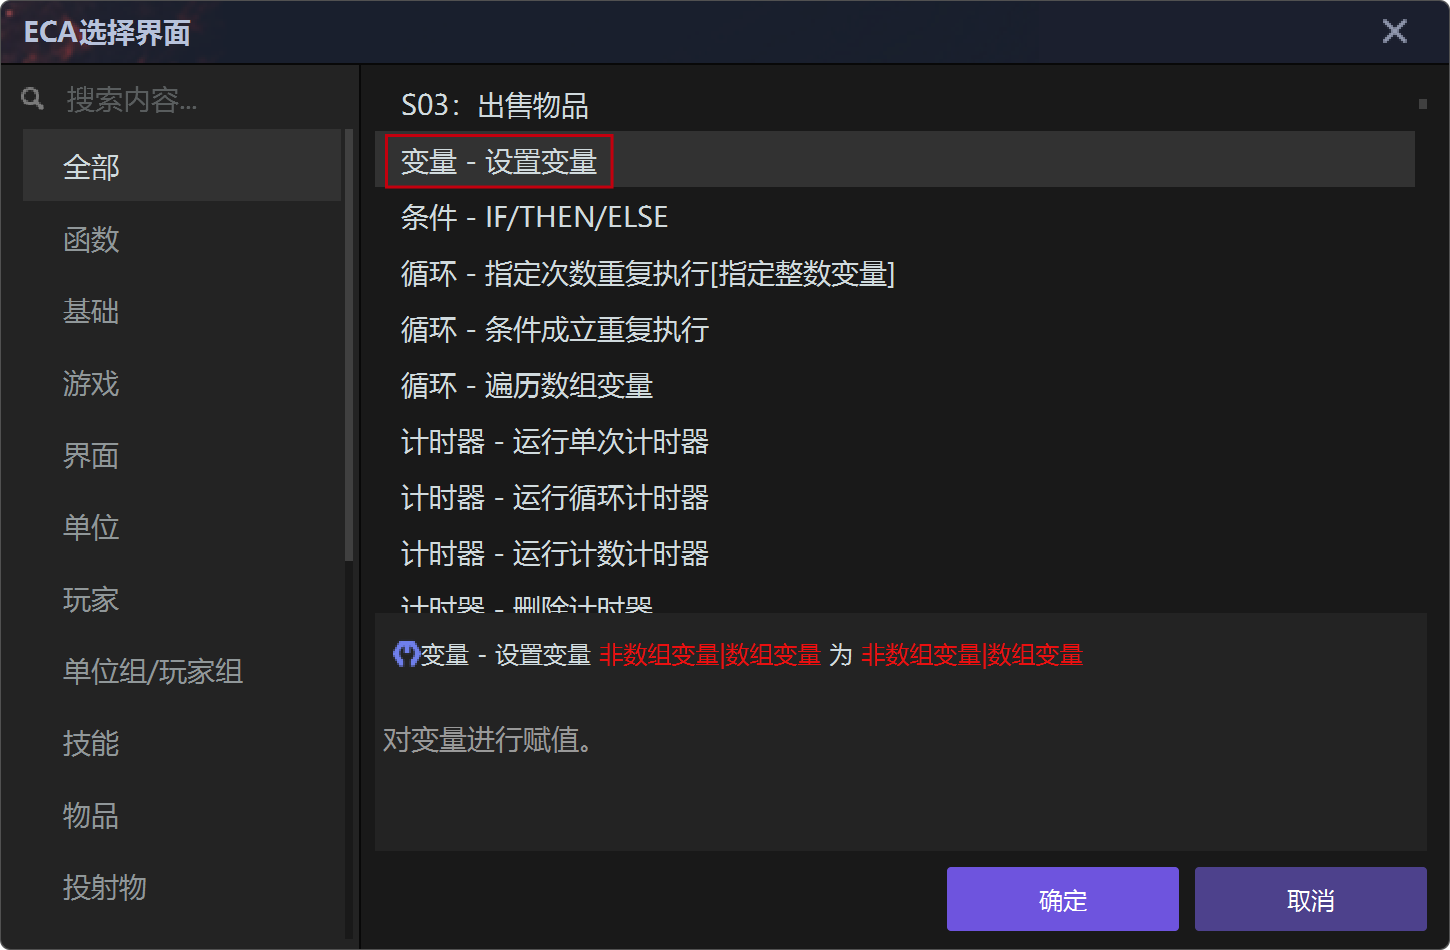 ECA选择界面
搜索内容...
全部
函数
基础
游戏
界面
单位
玩家
单位组/玩家组
技能
物品
投射物
S03：出售物品
变量 - 设置变量
条件 - IF/THEN/ELSE
循环 - 指定次数重复执行[指定整数变量]
循环 - 条件成立重复执行
循环 - 遍历数组变量
计时器 - 运行单次计时器
计时器 - 运行循环计时器
计时器 - 运行计数计时器
计时器 - 删除计时器
变量 - 设置变量 非数组变量|数组变量 为 非数组变量|数组变量
对变量进行赋值。
确定
取消